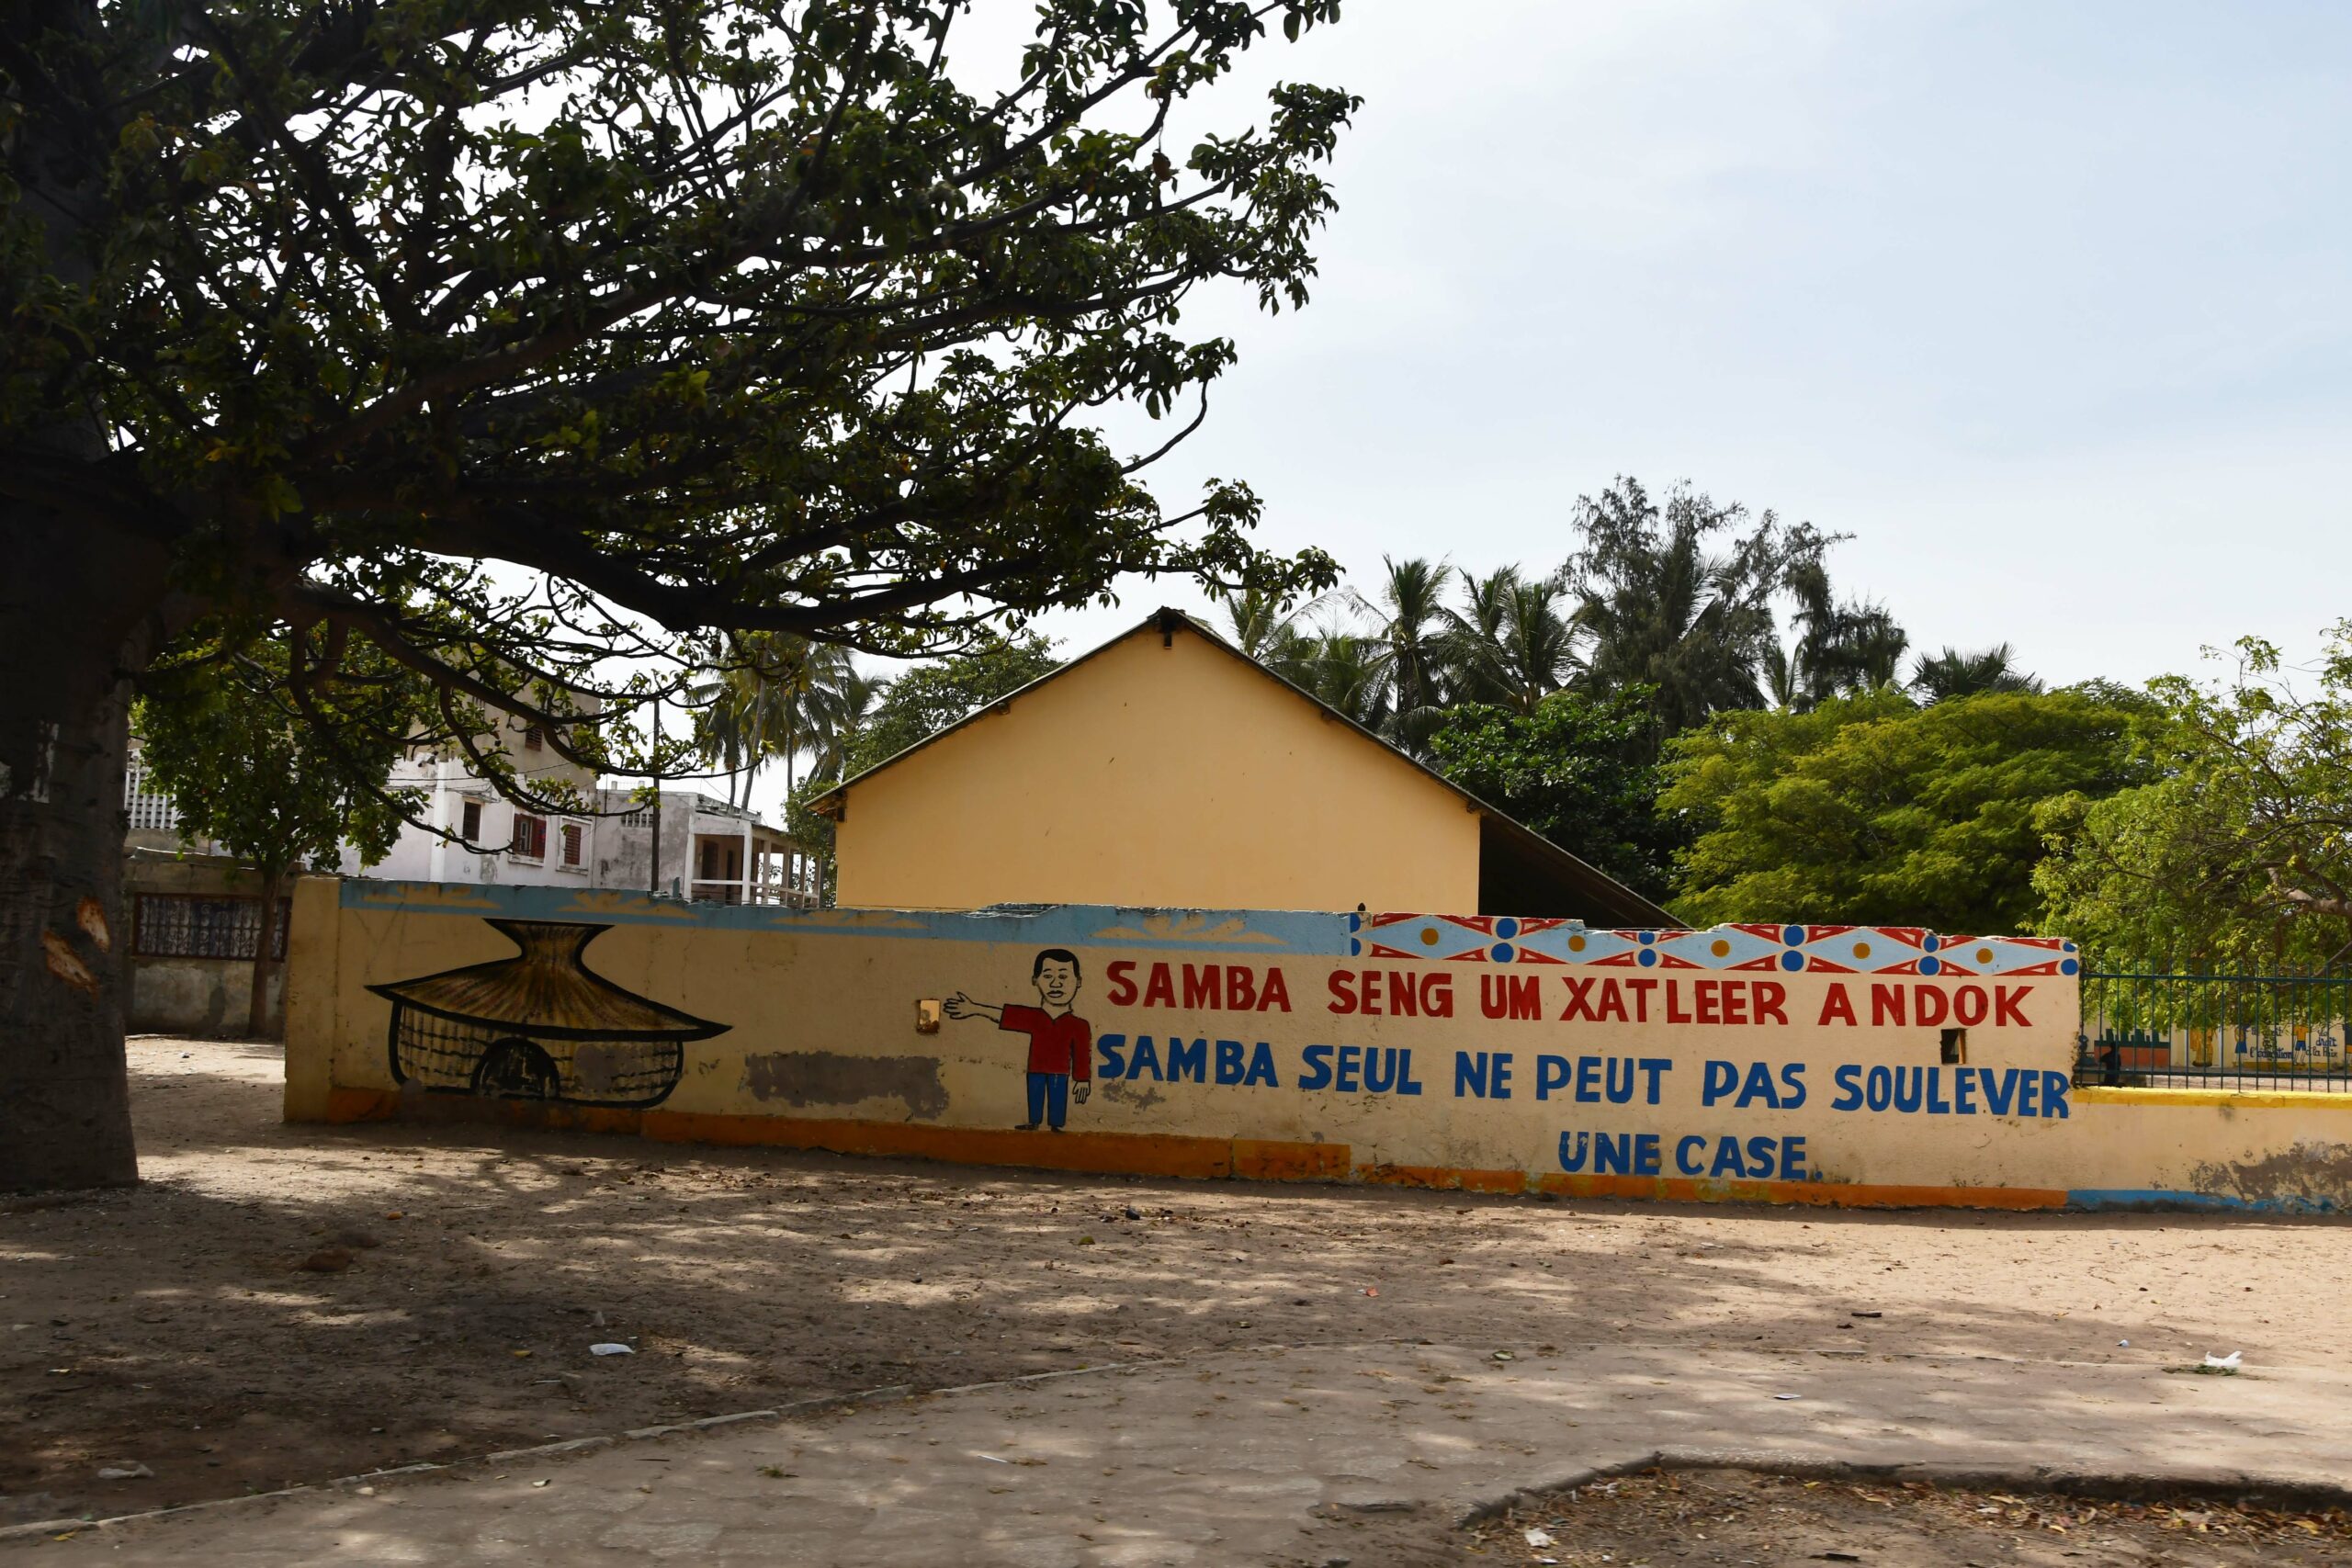 SAMBA SENG UM XATLEER ANDOK
SAMBA SEUL NE PEUT PAS SOULEVER
UNE CASE.